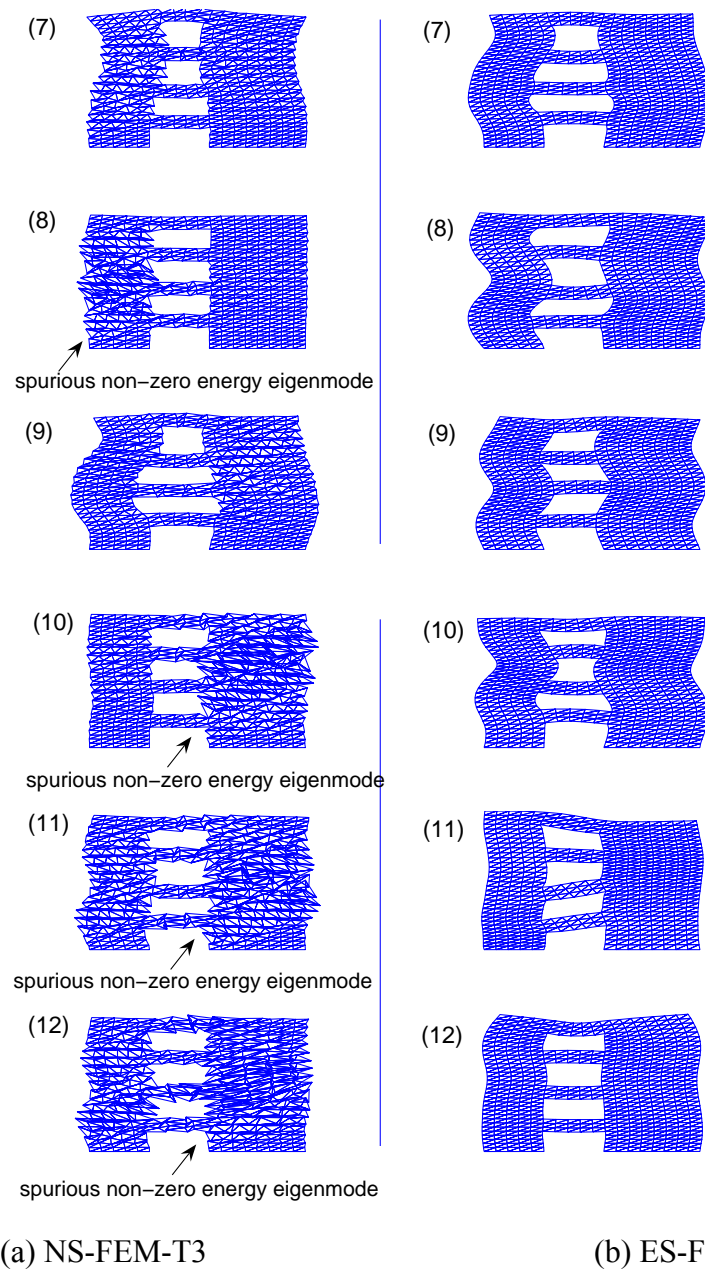 (7)
(7)
(8)
(8)
spurious non−zero energy eigenmode
(9)
(9)
(10)
(10)
spurious non−zero energy eigenmode
(11)
(11)
spurious non−zero energy eigenmode
(12)
(12)
spurious non−zero energy eigenmode
(a) NS-FEM-T3
(b) ES-F